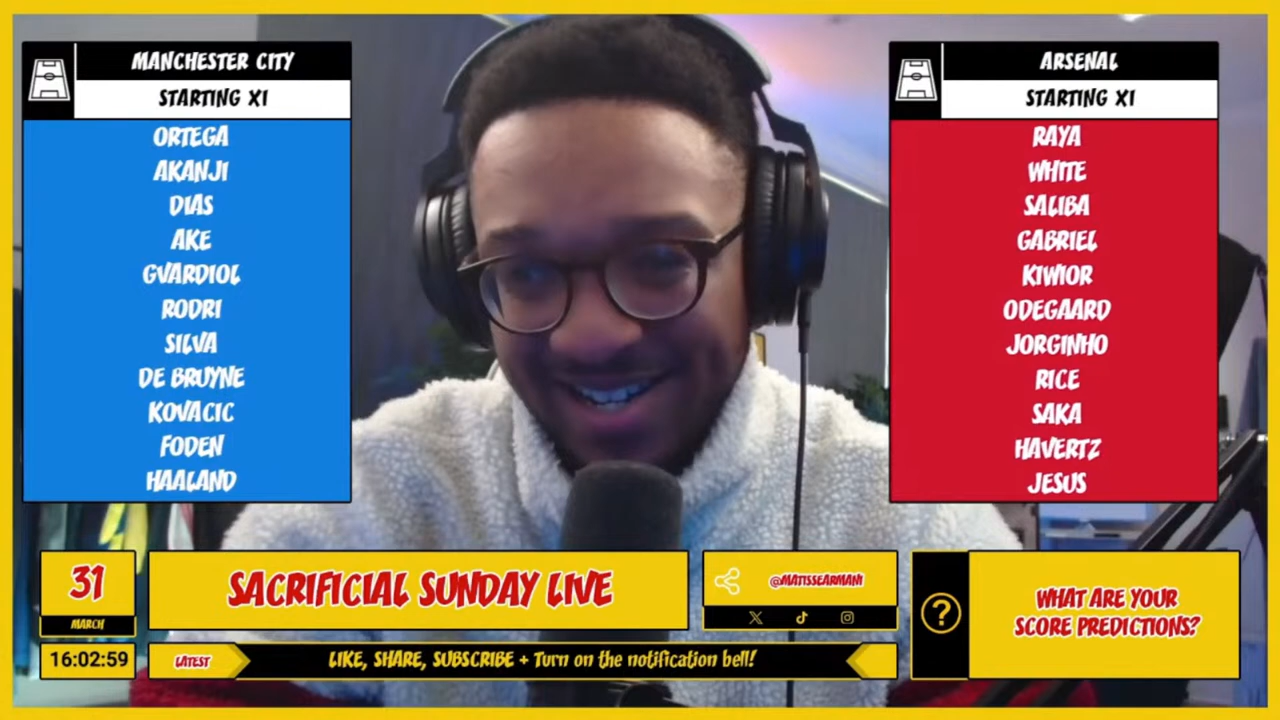 MANCHESTER CITY
STARTING XI
ORTEGA
AKANJI
DIAS
AKE
GVARDIOL
RODRI
SILVA
DE BRUYNE
KOVACIC
FODEN
HAALAND
ARSENAL
STARTING XI
RAYA
WHITE
SALIBA
GABRIEL
KIWIOR
ODEGAARD
JORGINHO
RICE
SAKA
HAVERTZ
JESUS
31
MARCH
16:02:59
SACRIFICIAL SUNDAY LIVE
LATEST
LIKE, SHARE, SUBSCRIBE + Turn on the notification bell!
@MATISSEARMANI
?
WHAT ARE YOUR
SCORE PREDICTIONS?